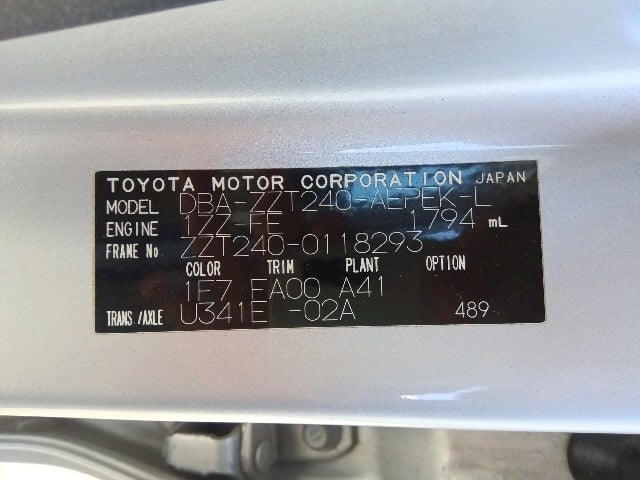 TOYOTA MOTOR CORPORATION JAPAN
MODEL DBA-ZZT240-AEPEK-L
ENGINE 1ZZ-FE 1794 mL
FRAME No ZZT240-0118293
COLOR TRIM PLANT OPTION
1F7 EA00 A41
TRANS./AXLE U341E -02A 489